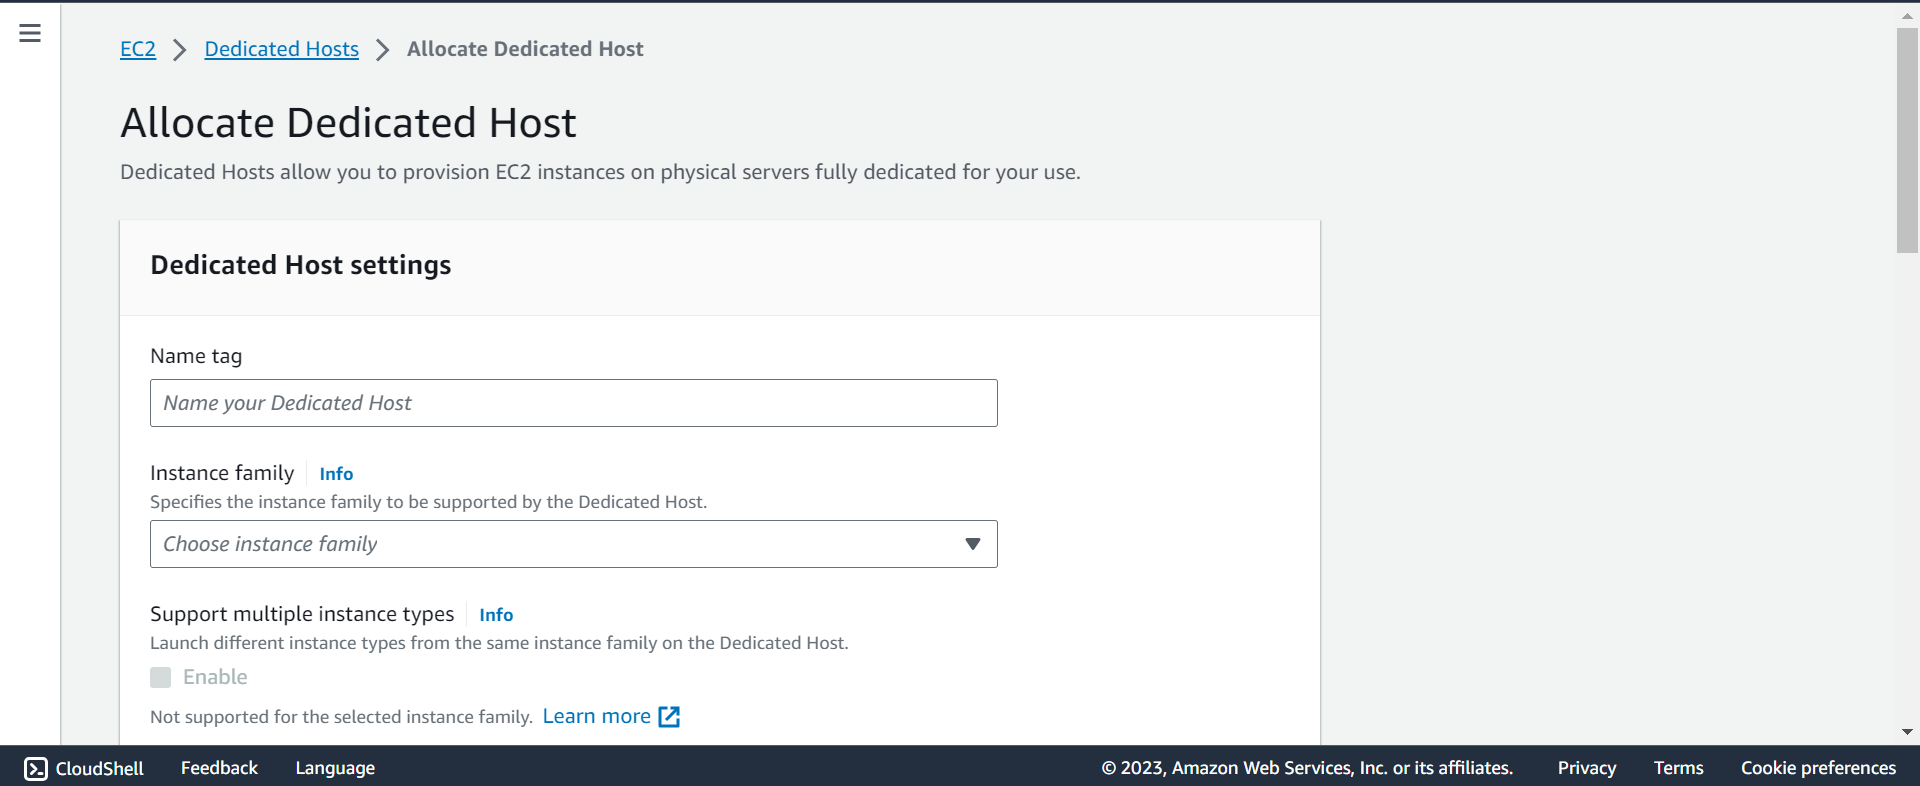 EC2 Dedicated Hosts Allocate Dedicated Host
Allocate Dedicated Host
Dedicated Hosts allow you to provision EC2 instances on physical servers fully dedicated for your use.
Dedicated Host settings
Name tag
Name your Dedicated Host
Instance family Info
Specifies the instance family to be supported by the Dedicated Host.
Choose instance family
Support multiple instance types Info
Launch different instance types from the same instance family on the Dedicated Host.
Enable
Not supported for the selected instance family. Learn more
CloudShell Feedback Language © 2023, Amazon Web Services, Inc. or its affiliates. Privacy Terms Cookie preferences